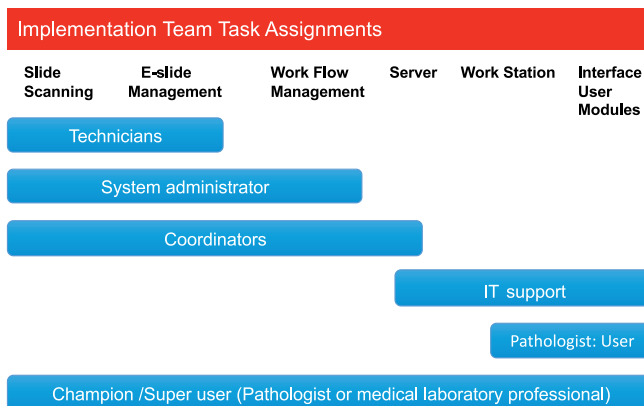 Implementation Team Task Assignments
Slide Scanning
E-slide Management
Work Flow Management
Server
Work Station
Interface User Modules
Technicians
System administrator
Coordinators
IT support
Pathologist: User
Champion /Super user (Pathologist or medical laboratory professional)